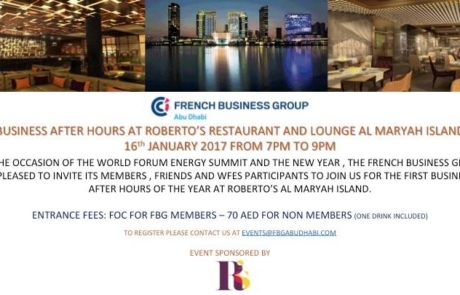 FRENCH BUSINESS GROUP
Abu Dhabi
BUSINESS AFTER HOURS AT ROBERTO'S RESTAURANT AND LOUNGE AL MARYAH ISLAND
16th JANUARY 2017 FROM 7PM TO 9PM
THE OCCASION OF THE WORLD FORUM ENERGY SUMMIT AND THE NEW YEAR , THE FRENCH BUSINESS
PLEASED TO INVITE ITS MEMBERS , FRIENDS AND WFES PARTICIPANTS TO JOIN US FOR THE FIRST
AFTER HOURS OF THE YEAR AT ROBERTO'S AL MARYAH ISLAND.
ENTRANCE FEES: FOC FOR FBG MEMBERS – 70 AED FOR NON MEMBERS (ONE DRINK INCLUDED)
TO REGISTER PLEASE CONTACT US AT EVENTS@FBGABUDHABI.COM
EVENT SPONSORED BY